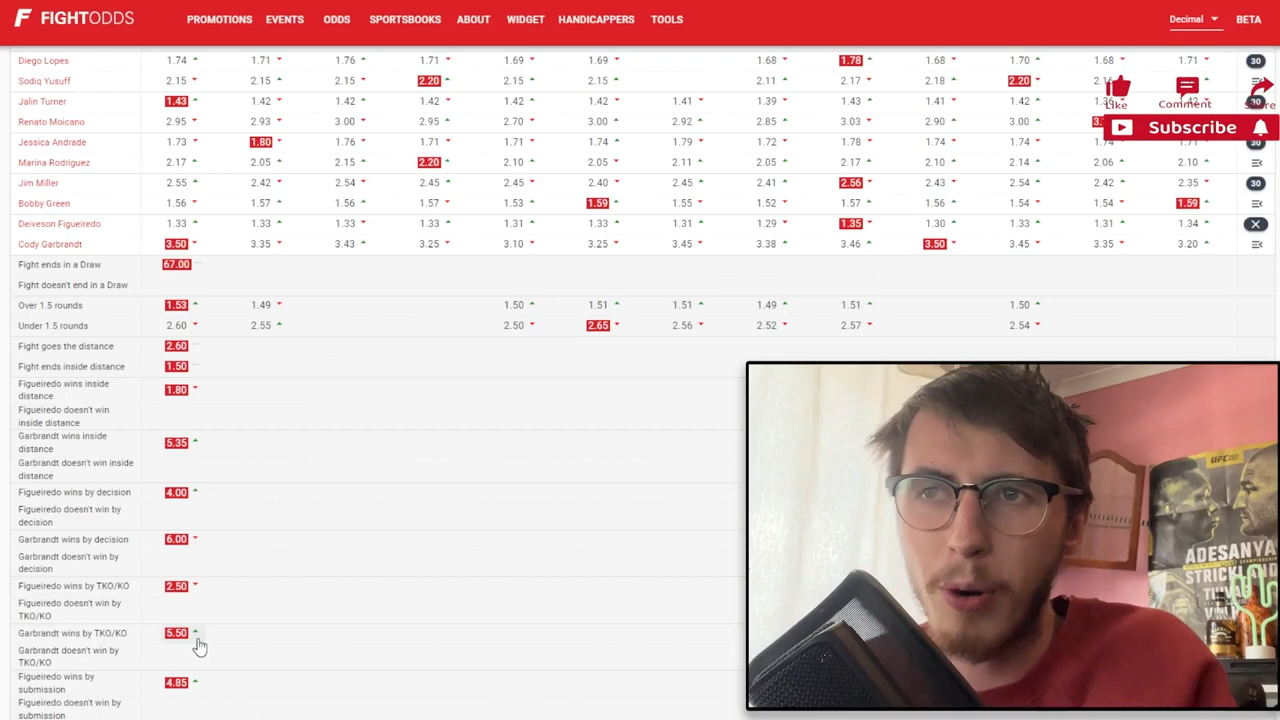 FIGHTODDS PROMOTIONS EVENTS ODDS SPORTSBOOKS ABOUT WIDGET HANDICAPPERS TOOLS Decimal BETA
Diego Lopes 1.74 1.71 1.76 1.71 1.69 1.69 1.68 1.78 1.68 1.70 1.68 1.71 30
Sodiq Yusuff 2.15 2.15 2.15 2.20 2.15 2.15 2.11 2.17 2.18 2.20
Jalin Turner 1.43 1.42 1.42 1.42 1.42 1.42 1.41 1.39 1.43 1.41 1.42
Like Comment
Renato Moicano 2.95 2.93 3.00 2.95 2.70 3.00 2.92 2.85 3.03 2.90 3.00
Subscribe
Jessica Andrade 1.73 1.80 1.76 1.71 1.71 1.74 1.79 1.72 1.78 1.74 1.74 1.74 1.71 30
Marina Rodriguez 2.17 2.05 2.15 2.20 2.10 2.05 2.11 2.05 2.17 2.10 2.14 2.06 2.10
Jim Miller 2.55 2.42 2.54 2.45 2.45 2.40 2.45 2.41 2.56 2.43 2.54 2.42 2.35 30
Bobby Green 1.56 1.57 1.56 1.57 1.53 1.59 1.55 1.52 1.57 1.56 1.54 1.54 1.59
Deiveson Figueiredo 1.33 1.33 1.33 1.33 1.31 1.33 1.31 1.29 1.35 1.30 1.33 1.31 1.34
Cody Garbrandt 3.50 3.35 3.43 3.25 3.10 3.25 3.45 3.38 3.46 3.50 3.45 3.35 3.20
Fight ends in a Draw 67.00
Fight doesn't end in a Draw
Over 1.5 rounds 1.53 1.49 1.50 1.51 1.51 1.49 1.51 1.50
Under 1.5 rounds 2.60 2.55 2.50 2.65 2.56 2.52 2.57 2.54
Fight goes the distance 2.60
Fight ends inside distance 1.50
Figueiredo wins inside
distance 1.80
Figueiredo doesn't win
inside distance
Garbrandt wins inside
distance 5.35
Garbrandt doesn't win inside
distance
Figueiredo wins by decision 4.00
Figueiredo doesn't win by
decision
Garbrandt wins by decision 6.00
Garbrandt doesn't win by
decision
Figueiredo wins by TKO/KO 2.50
Figueiredo doesn't win by
TKO/KO
Garbrandt wins by TKO/KO 5.50
Garbrandt doesn't win by
TKO/KO
Figueiredo wins by
submission 4.85
Figueiredo doesn't win by
submission
ADESANYA